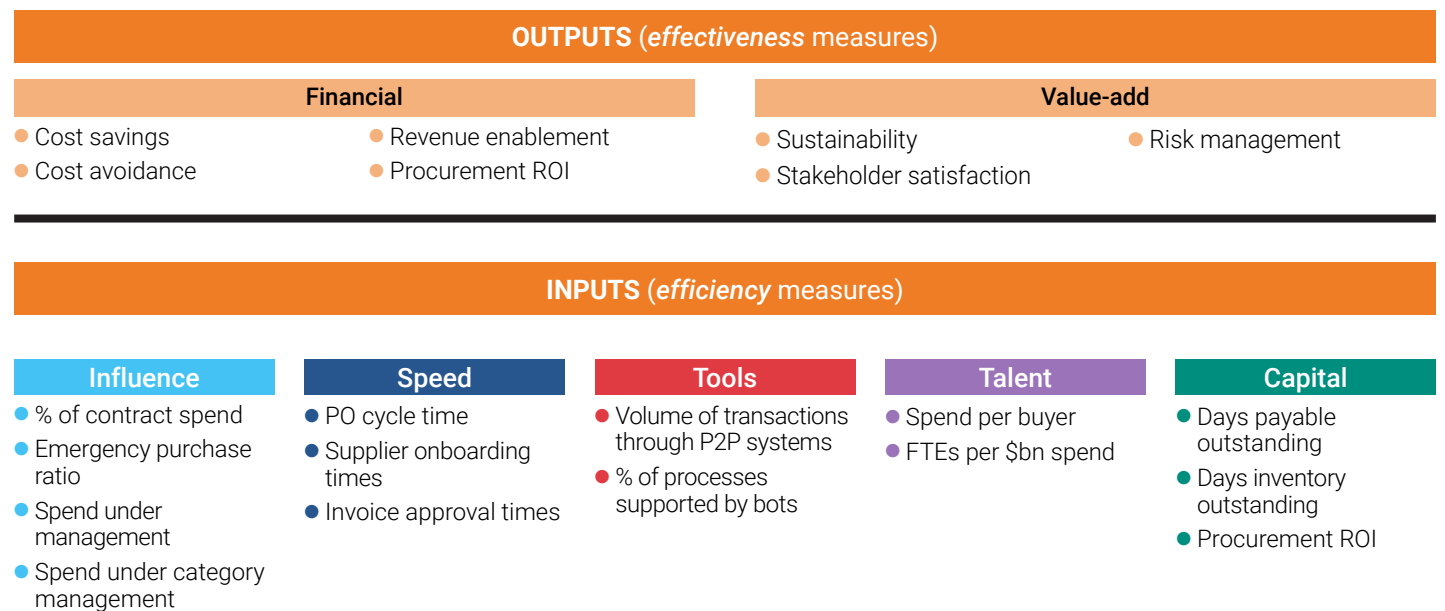 OUTPUTS (effectiveness measures)
Financial
Cost savings
Cost avoidance
Revenue enablement
Procurement ROI
Value-add
Sustainability
Stakeholder satisfaction
Risk management
INPUTS (efficiency measures)
Influence
% of contract spend
Emergency purchase
ratio
Spend under
management
Spend under category
management
Speed
PO cycle time
Supplier onboarding
times
Invoice approval times
Tools
Volume of transactions
through P2P systems
% of processes
supported by bots
Talent
Spend per buyer
FTEs per $bn spend
Capital
Days payable
outstanding
Days inventory
outstanding
Procurement ROI